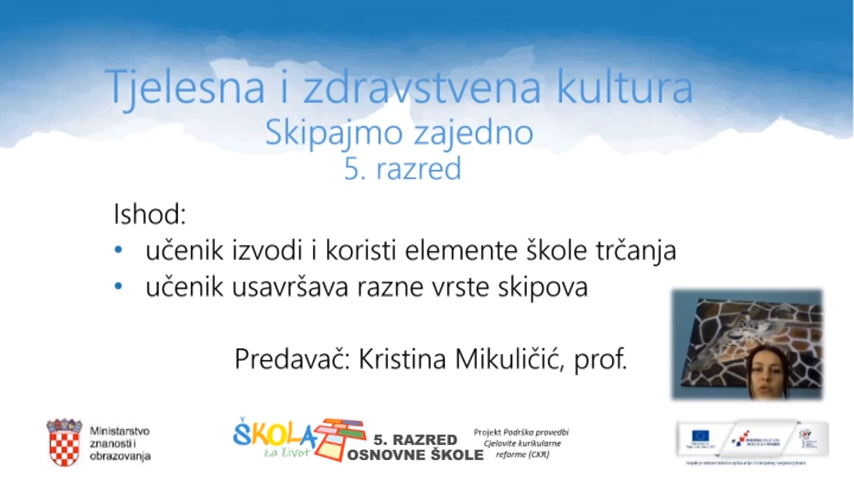 Tjelesna i zdravstvena kultura
Skipajmo zajedno
5. razred
Ishod:
• učenik izvodi i koristi elemente škole trčanja
• učenik usavršava razne vrste skipova
Predavač: Kristina Mikuličić, prof.
Ministarstvo
znanosti i
obrazovanja
ŠKOLA
za život
5. RAZRED
OSNOVNE ŠKOLE
Projekt Podrška provedbi
Cjelovite kurikularne
reforme (CKR)